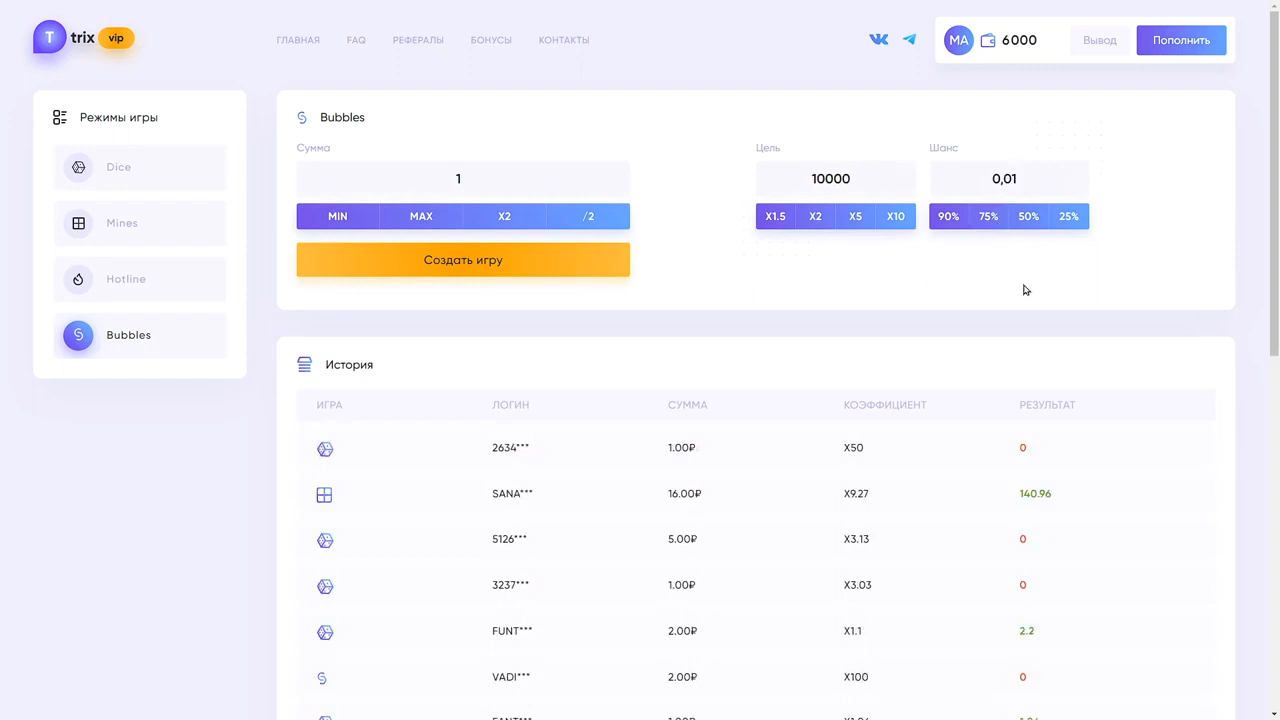 T trix vip
ГЛАВНАЯ FAQ РЕФЕРАЛЫ БОНУСЫ КОНТАКТЫ
MA 6000 Вывод Пополнить
Режимы игры
Dice
Mines
Hotline
Bubbles
Bubbles
Сумма Цель Шанс
1 10000 0,01
MIN MAX X2 /2 X1.5 X2 X5 X10 90% 75% 50% 25%
Создать игру
История
ИГРА ЛОГИН СУММА КОЭФФИЦИЕНТ РЕЗУЛЬТАТ
2634*** 1.00₽ X50 0
SANA*** 16.00₽ X9.27 140.96
5126*** 5.00₽ X3.13 0
3237*** 1.00₽ X3.03 0
FUNT*** 2.00₽ X1.1 2.2
VADI*** 2.00₽ X100 0